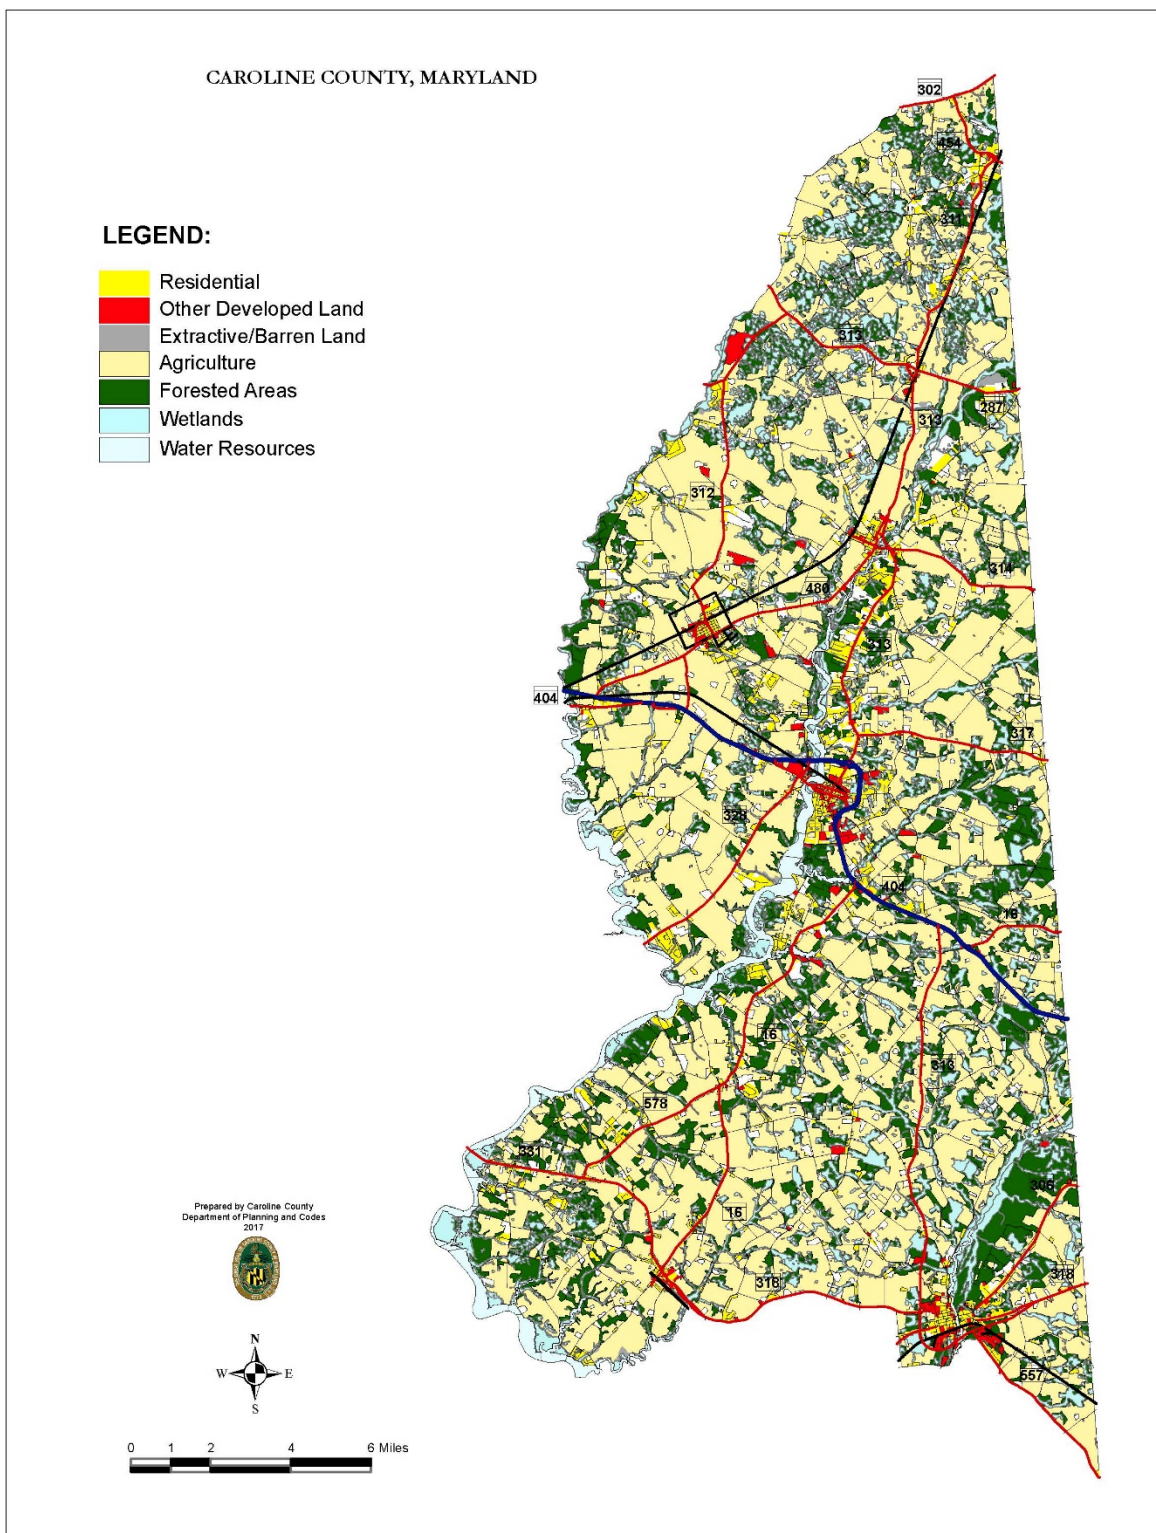 CAROLINE COUNTY, MARYLAND
302
454
311
LEGEND:
Residential
Other Developed Land
Extractive/Barren Land
Agriculture
Forested Areas
Wetlands
Water Resources
313
287
313
312
314
480
313
404
317
328
404
16
16
313
578
331
306
16
318
318
557
Prepared by Caroline County
Department of Planning and Codes
2017
N
W E
S
0 1 2 4 6 Miles